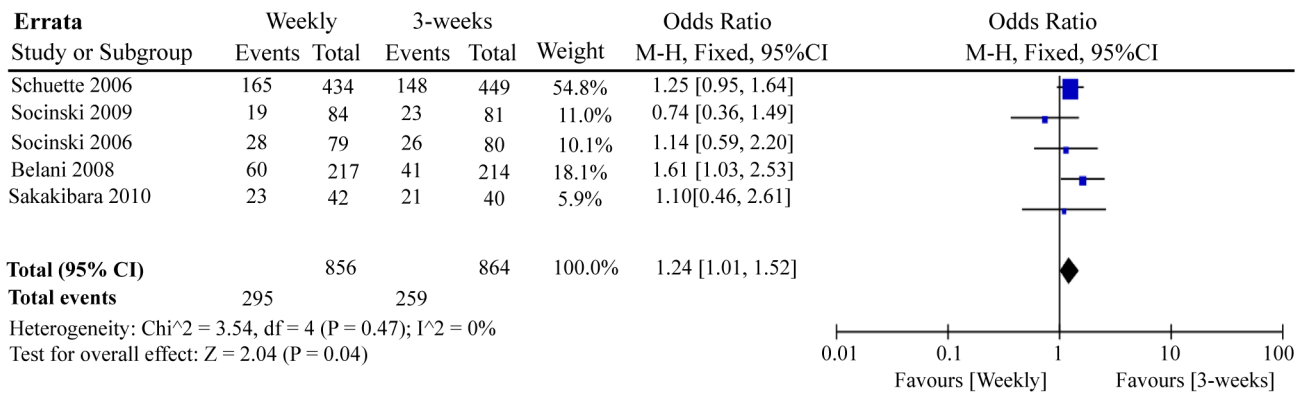 Errata Weekly 3-weeks Odds Ratio Odds Ratio
Study or Subgroup Events Total Events Total Weight M-H, Fixed, 95%CI M-H, Fixed, 95%CI
Schuette 2006 165 434 148 449 54.8% 1.25 [0.95, 1.64]
Socinski 2009 19 84 23 81 11.0% 0.74 [0.36, 1.49]
Socinski 2006 28 79 26 80 10.1% 1.14 [0.59, 2.20]
Belani 2008 60 217 41 214 18.1% 1.61 [1.03, 2.53]
Sakakibara 2010 23 42 21 40 5.9% 1.10[0.46, 2.61]
Total (95% CI) 856 864 100.0% 1.24 [1.01, 1.52]
Total events 295 259
Heterogeneity: Chi^2 = 3.54, df = 4 (P = 0.47); I^2 = 0%
Test for overall effect: Z = 2.04 (P = 0.04)
0.01 0.1 1 10 100
Favours [Weekly] Favours [3-weeks]